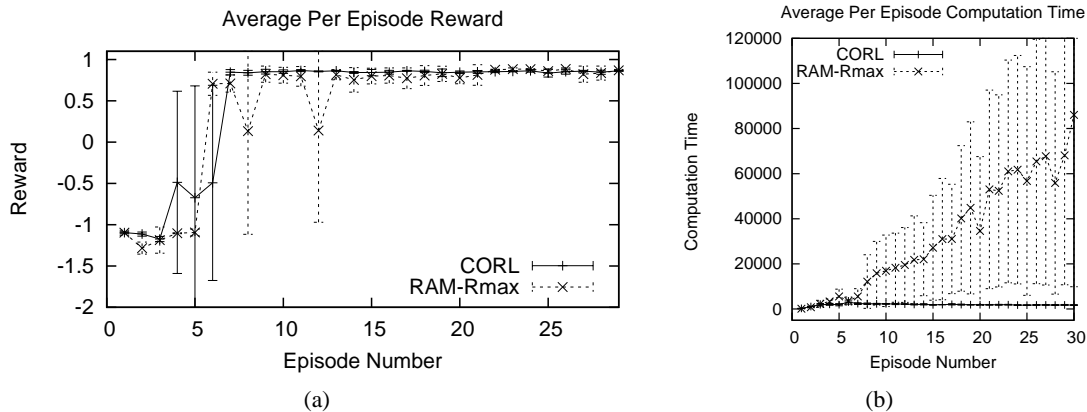 Average Per Episode Reward
1
0.5
0
-0.5
-1
-1.5
-2
Reward
0 5 10 15 20 25
Episode Number
CORL
RAM-Rmax
(a)
Average Per Episode Computation Time
120000
100000
80000
60000
40000
20000
0
Computation Time
0 5 10 15 20 25 30
Episode Number
CORL
RAM-Rmax
(b)